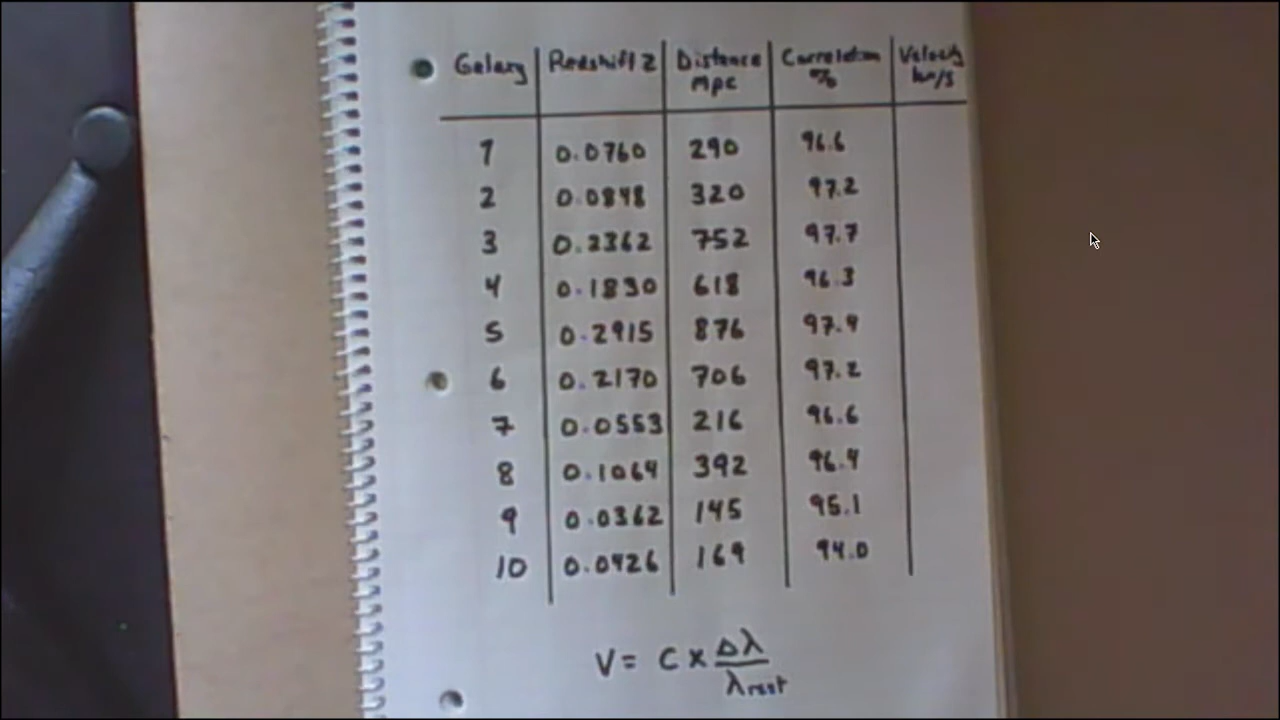 Galaxy Redshift Z Distance Mpc Correlation % Velocity km/s
1 0.0760 290 96.6
2 0.0848 320 97.2
3 0.2362 752 97.7
4 0.1830 618 96.3
5 0.2915 876 97.4
6 0.2170 706 97.2
7 0.0553 216 96.6
8 0.1064 392 96.4
9 0.0362 145 95.1
10 0.0426 169 94.0
V = C × Δλ / λrest